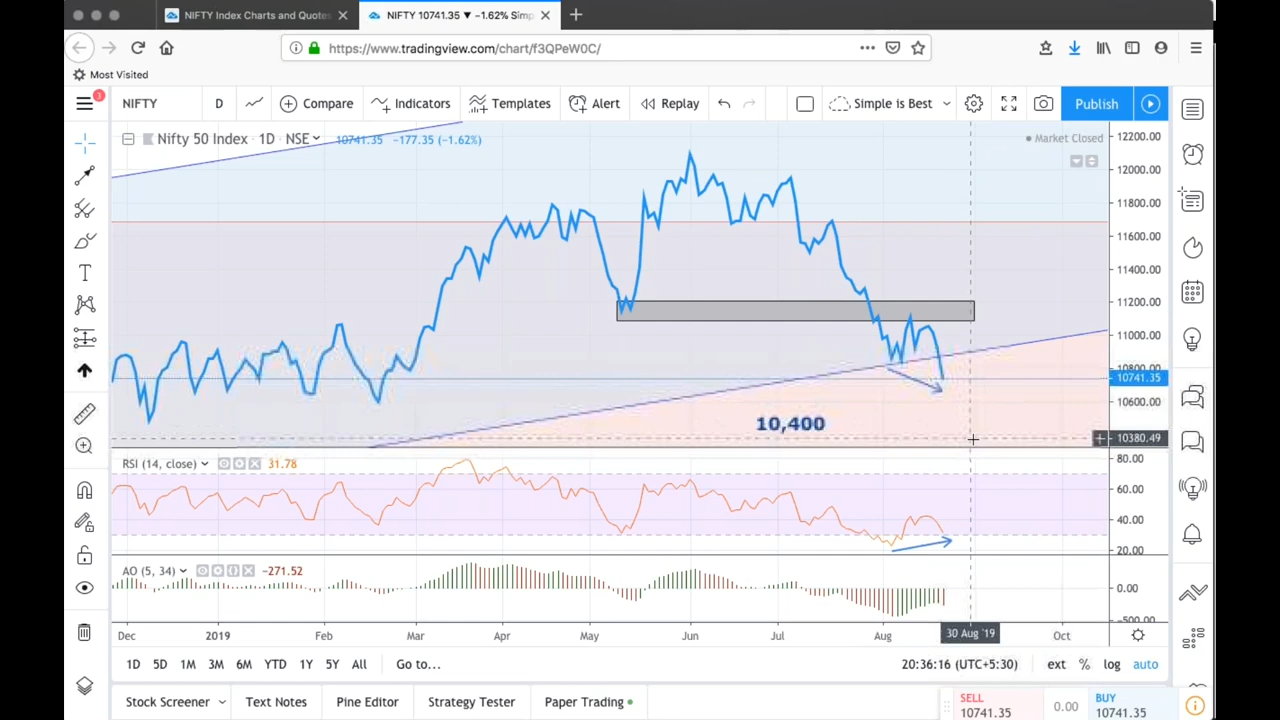 NIFTY Index Charts and Quotes
NIFTY 10741.35 ▼ −1.62% Simp
https://www.tradingview.com/chart/f3QPeW0C/
Most Visited
NIFTY D Compare Indicators Templates Alert Replay Simple is Best Publish
Nifty 50 Index · 1D · NSE 10741.35 −177.35 (−1.62%)
Market Closed
12200.00
12000.00
11800.00
11600.00
11400.00
11200.00
11000.00
10800.00
10741.35
10600.00
10,400
10380.49
RSI (14, close) 31.78
80.00
60.00
40.00
20.00
AO (5, 34) −271.52
0.00
−500.00
Dec 2019 Feb Mar Apr May Jun Jul Aug 30 Aug '19 Oct
1D 5D 1M 3M 6M YTD 1Y 5Y All Go to... 20:36:16 (UTC+5:30) ext % log auto
Stock Screener Text Notes Pine Editor Strategy Tester Paper Trading
SELL
10741.35
0.00
BUY
10741.35